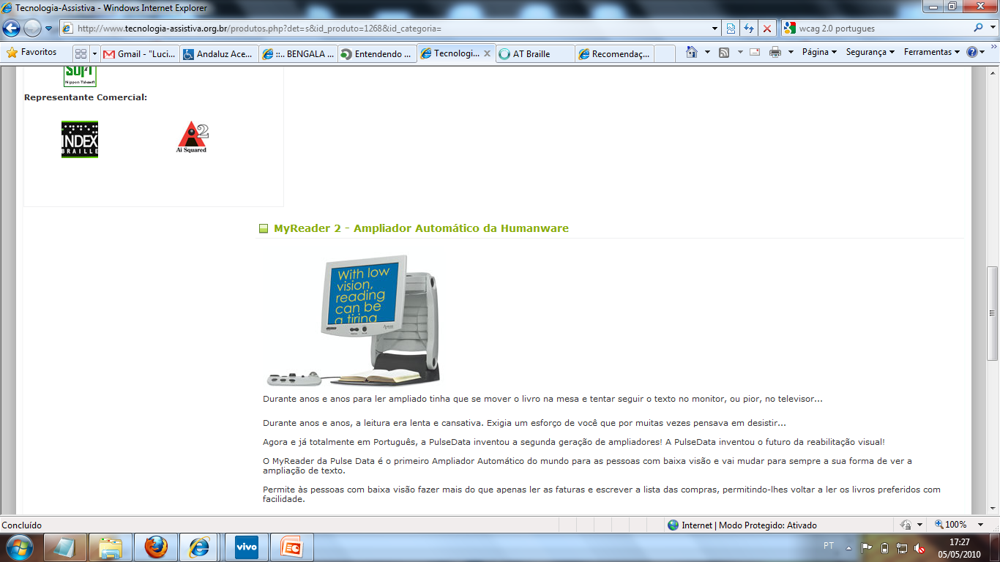 Tecnologia-Assistiva - Windows Internet Explorer
http://www.tecnologia-assistiva.org.br/produtos.php?det=s&id_produto=1268&id_categoria=
wcag 2.0 portugues
Favoritos
Gmail - "Luci...
Andaluz Ace...
::.. BENGALA ...
Entendendo ...
Tecnologi...
AT Braille
Recomendaç...
Página
Segurança
Ferramentas
SOFT
Nippon Telesoft
Representante Comercial:
INDEX
BRAILLE
2
Ai Squared
MyReader 2 - Ampliador Automático da Humanware
With low
vision,
reading
can be
a tiring
Durante anos e anos para ler ampliado tinha que se mover o livro na mesa e tentar seguir o texto no monitor, ou pior, no televisor...
Durante anos e anos, a leitura era lenta e cansativa. Exigia um esforço de você que por muitas vezes pensava em desistir...
Agora e já totalmente em Português, a PulseData inventou a segunda geração de ampliadores! A PulseData inventou o futuro da reabilitação visual!
O MyReader da Pulse Data é o primeiro Ampliador Automático do mundo para as pessoas com baixa visão e vai mudar para sempre a sua forma de ver a
ampliação de texto.
Permite às pessoas com baixa visão fazer mais do que apenas ler as faturas e escrever a lista das compras, permitindo-lhes voltar a ler os livros preferidos com
facilidade.
Concluído
Internet | Modo Protegido: Ativado
100%
vivo
PT
17:27
05/05/2010